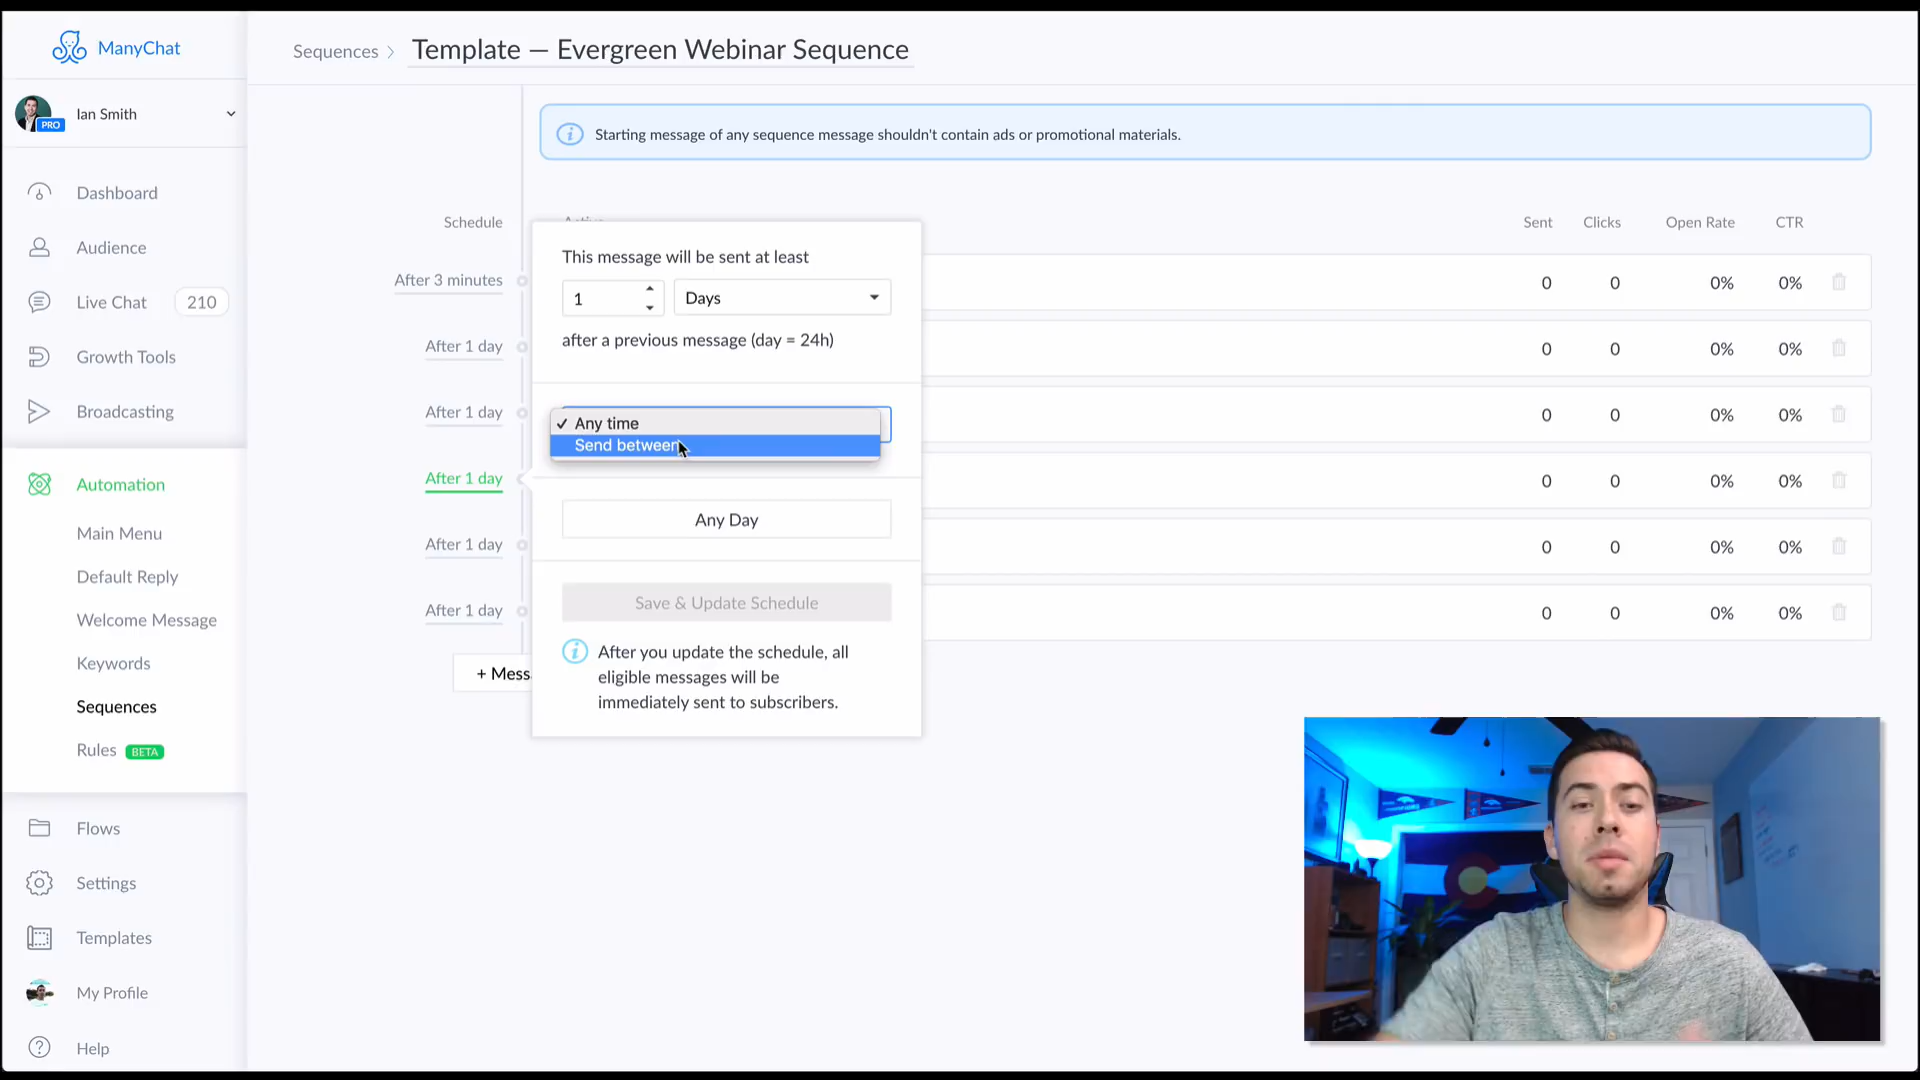 ManyChat
Sequences
Template — Evergreen Webinar Sequence
Ian Smith
PRO
Starting message of any sequence message shouldn't contain ads or promotional materials.
Dashboard
Audience
Live Chat
210
Growth Tools
Broadcasting
Automation
Main Menu
Default Reply
Welcome Message
Keywords
Sequences
Rules
BETA
Flows
Settings
Templates
My Profile
Help
Schedule
Sent
Clicks
Open Rate
CTR
After 3 minutes
0 0 0% 0%
After 1 day
0 0 0% 0%
After 1 day
0 0 0% 0%
After 1 day
0 0 0% 0%
After 1 day
0 0 0% 0%
After 1 day
0 0 0% 0%
+ Mess
This message will be sent at least
1
Days
after a previous message (day = 24h)
✓ Any time
Send between
Any Day
Save & Update Schedule
After you update the schedule, all
eligible messages will be
immediately sent to subscribers.